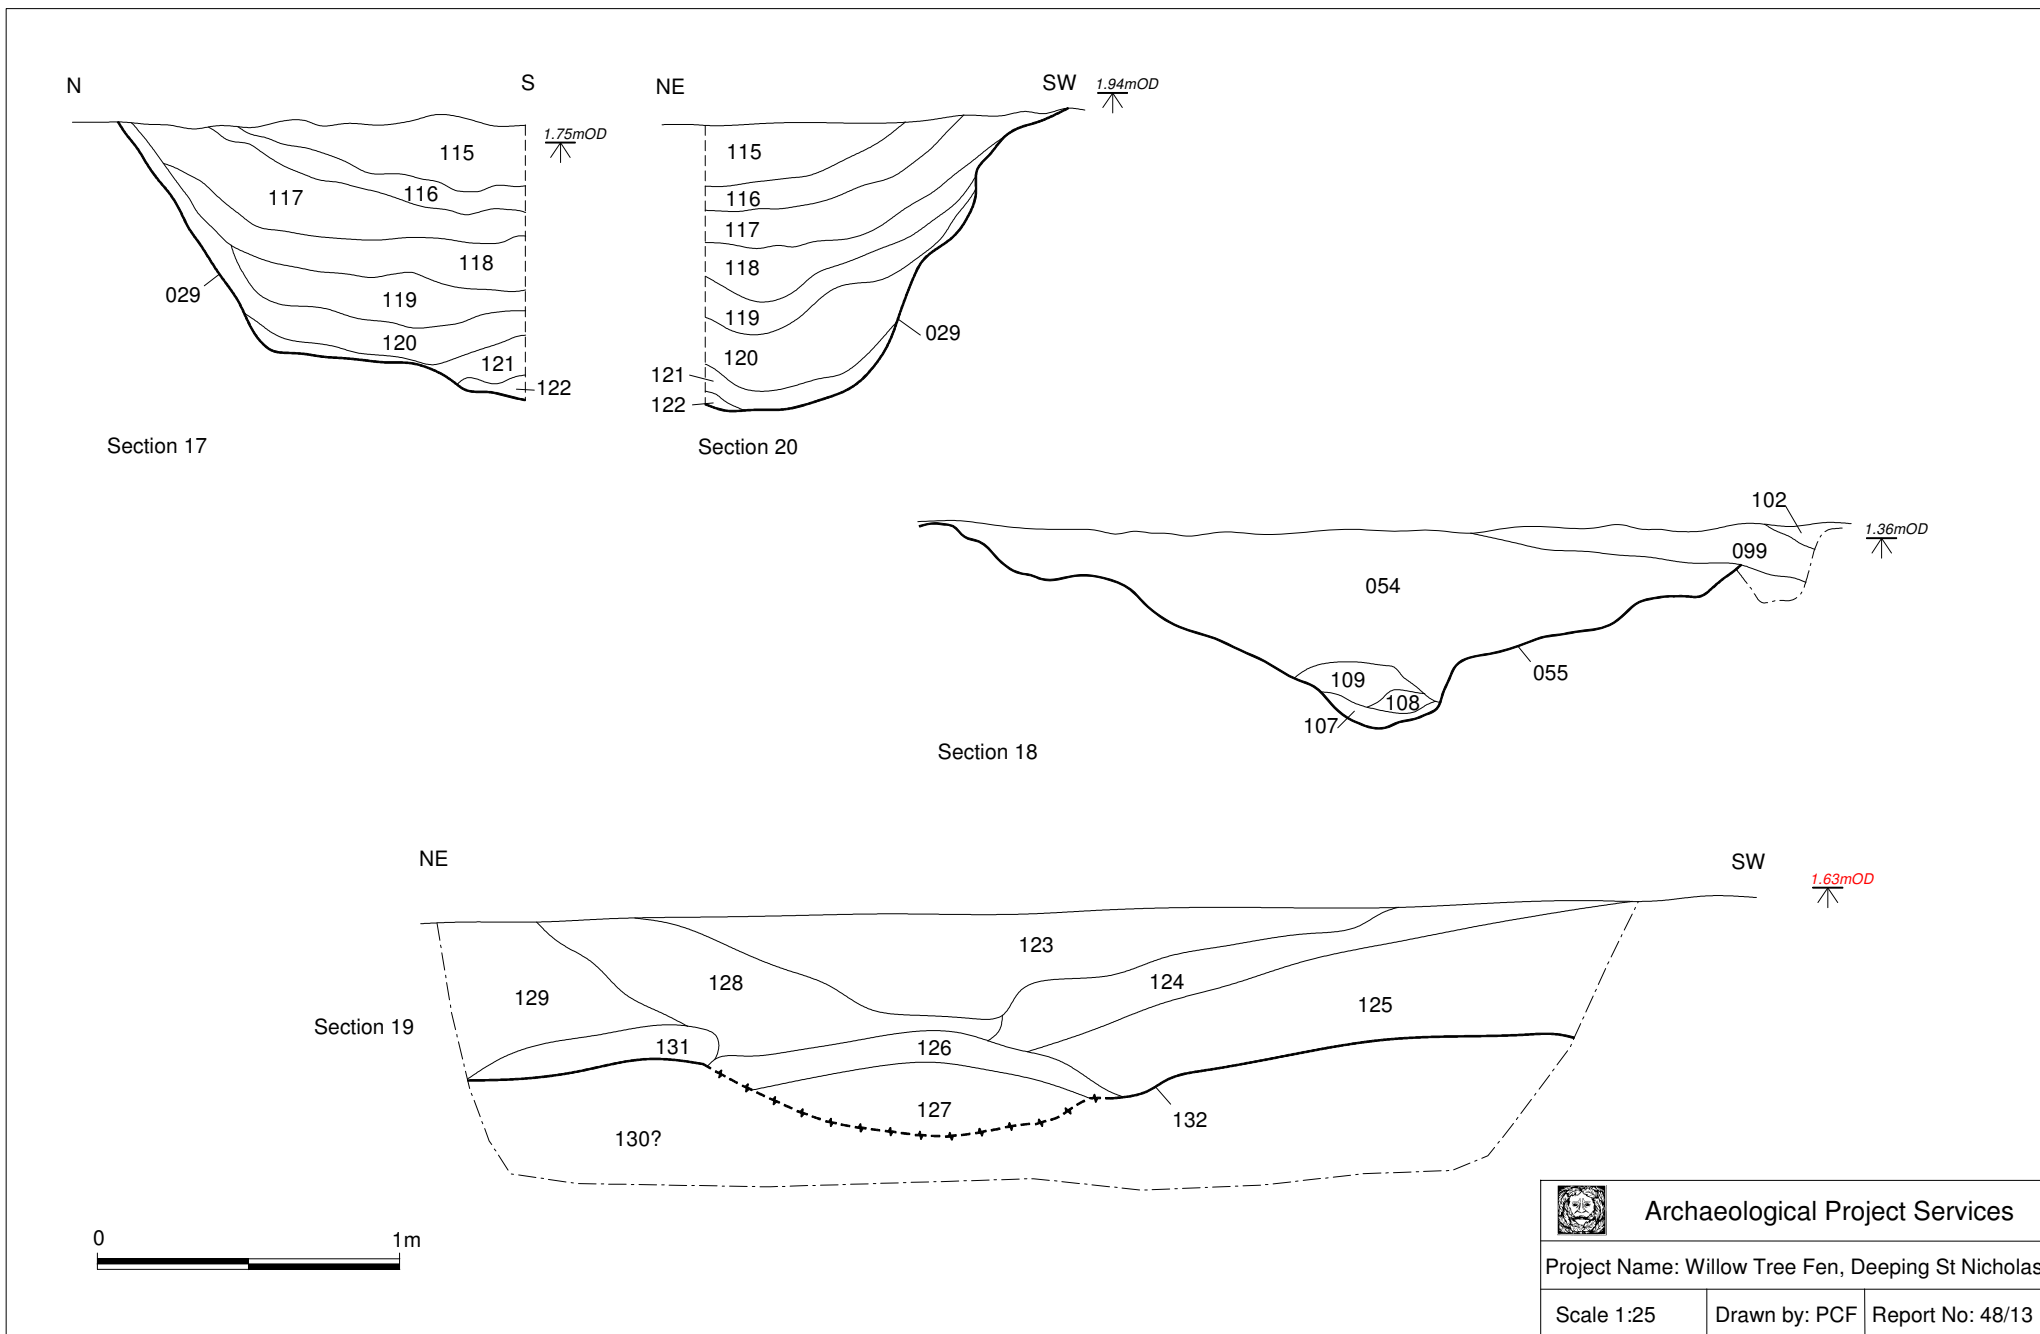 N
S
1.75mOD
115
116
117
118
119
120
121
122
029
Section 17
NE
SW
1.94mOD
115
116
117
118
119
120
121
122
029
Section 20
102
1.36mOD
099
054
055
109
108
107
Section 18
NE
SW
1.63mOD
123
124
128
129
125
Section 19
131
126
127
132
130?
0 1m
Archaeological Project Services
Project Name: Willow Tree Fen, Deeping St Nicholas
Scale 1:25
Drawn by: PCF
Report No: 48/13